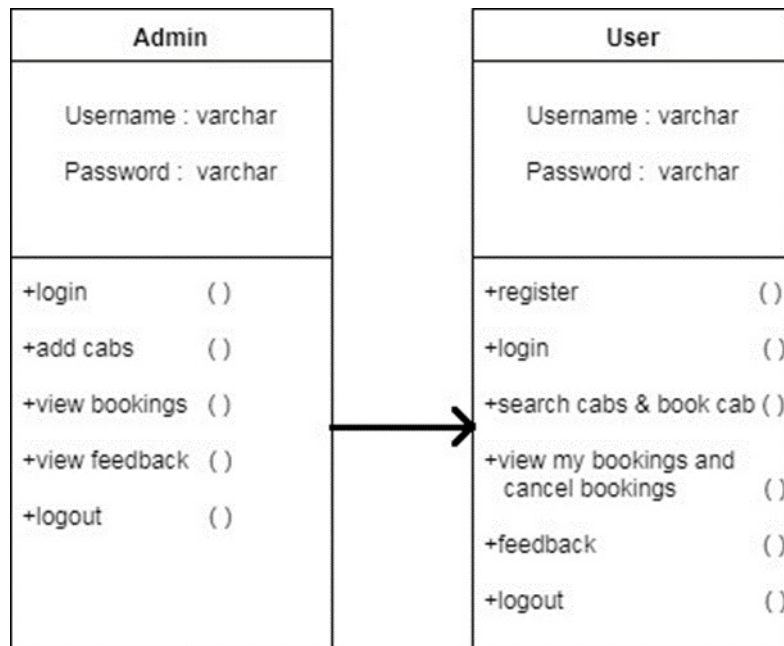 Admin
Username : varchar
Password : varchar
+login ( )
+add cabs ( )
+view bookings ( )
+view feedback ( )
+logout ( )
User
Username : varchar
Password : varchar
+register ( )
+login ( )
+search cabs & book cab ( )
+view my bookings and
cancel bookings ( )
+feedback ( )
+logout ( )